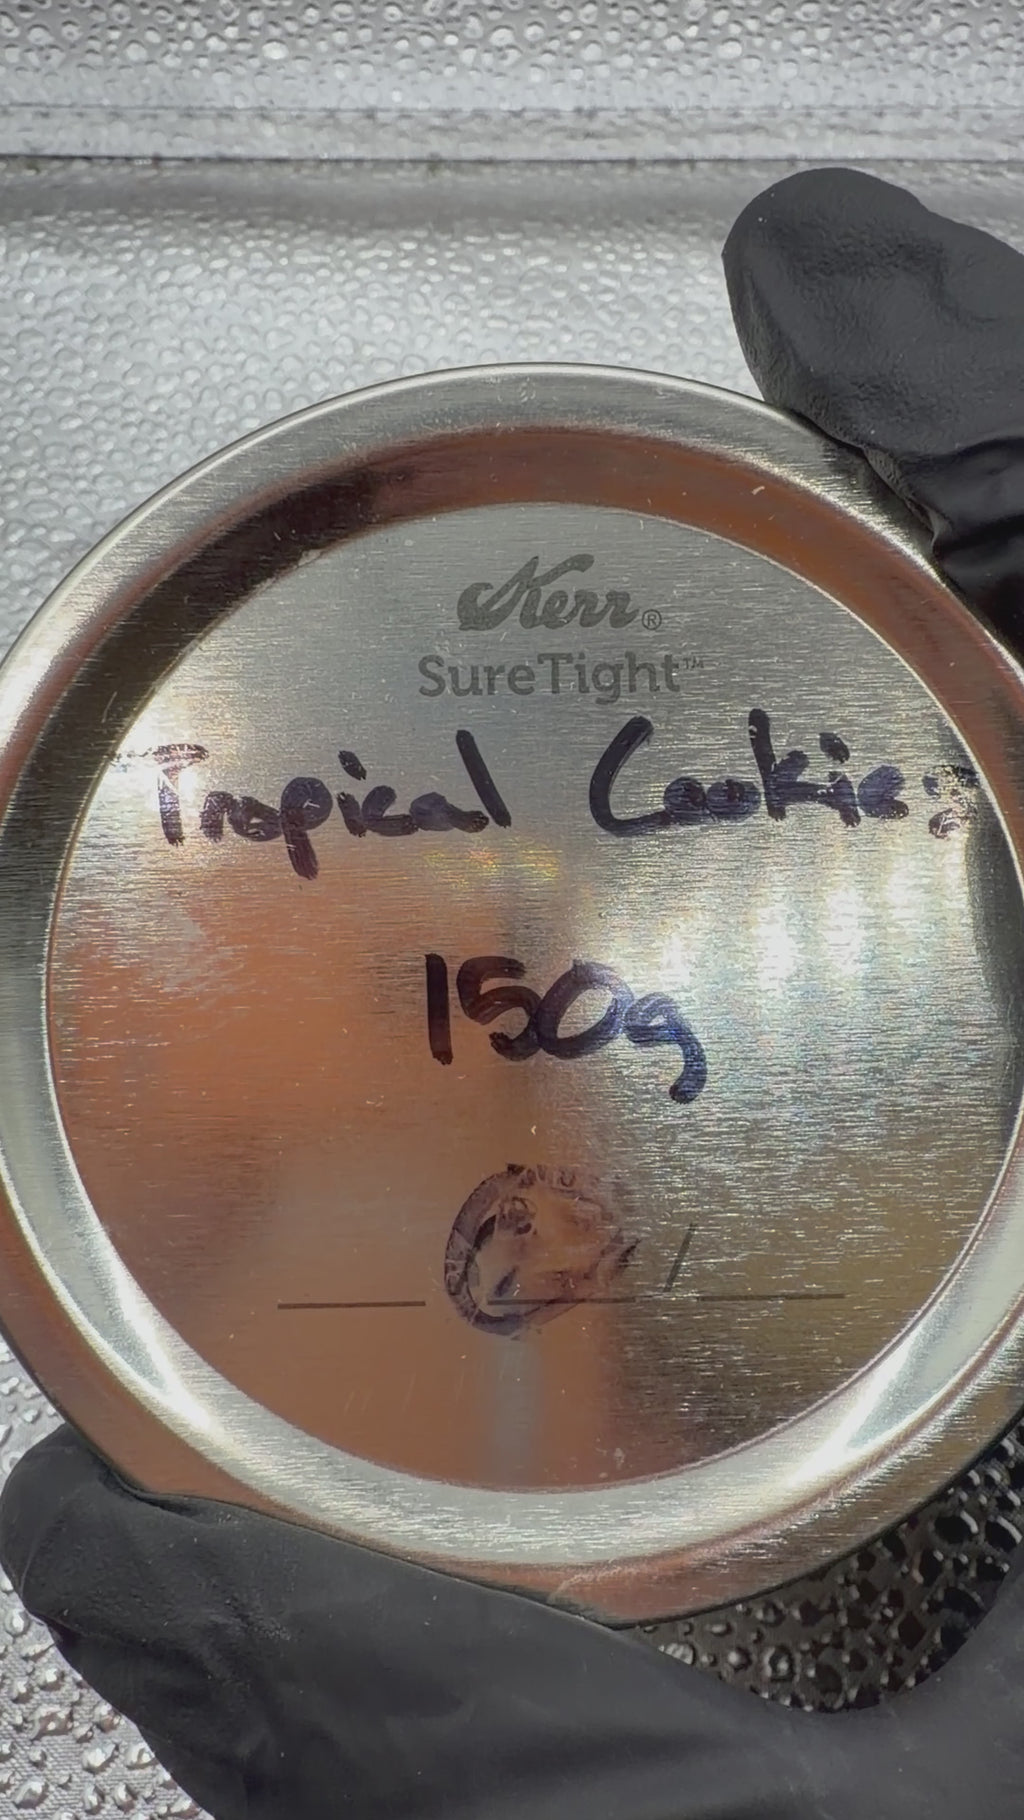 Kerr®
SureTight™
Tropical Cookies
150g
/